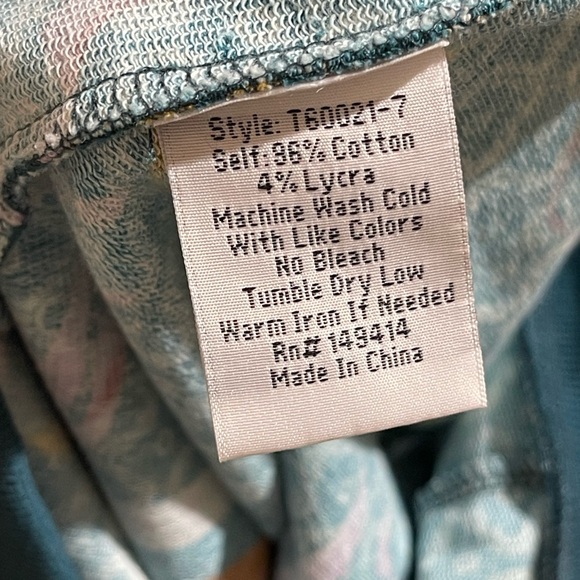 Style: T60021-7
Self:96% Cotton
4% Lycra
Machine Wash Cold
With Like Colors
No Bleach
Tumble Dry Low
Warm Iron If Needed
Rn# 149414
Made In China